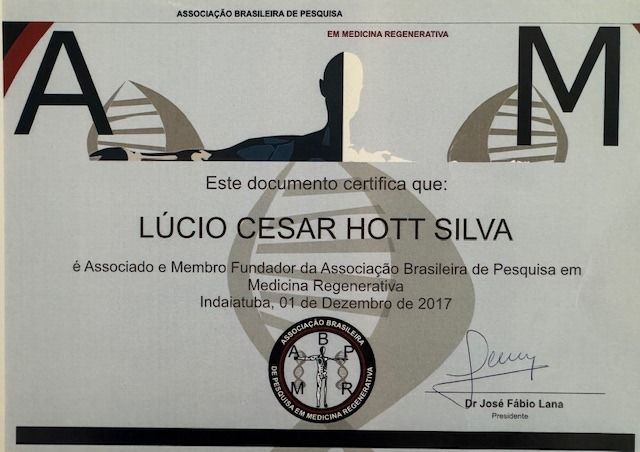 ASSOCIAÇÃO BRASILEIRA DE PESQUISA
EM MEDICINA REGENERATIVA
A M
Este documento certifica que:
LÚCIO CESAR HOTT SILVA
é Associado e Membro Fundador da Associação Brasileira de Pesquisa em
Medicina Regenerativa
Indaiatuba, 01 de Dezembro de 2017
ASSOCIAÇÃO BRASILEIRA
DE PESQUISA EM MEDICINA REGENERATIVA
A B P
M R
Dr José Fábio Lana
Presidente